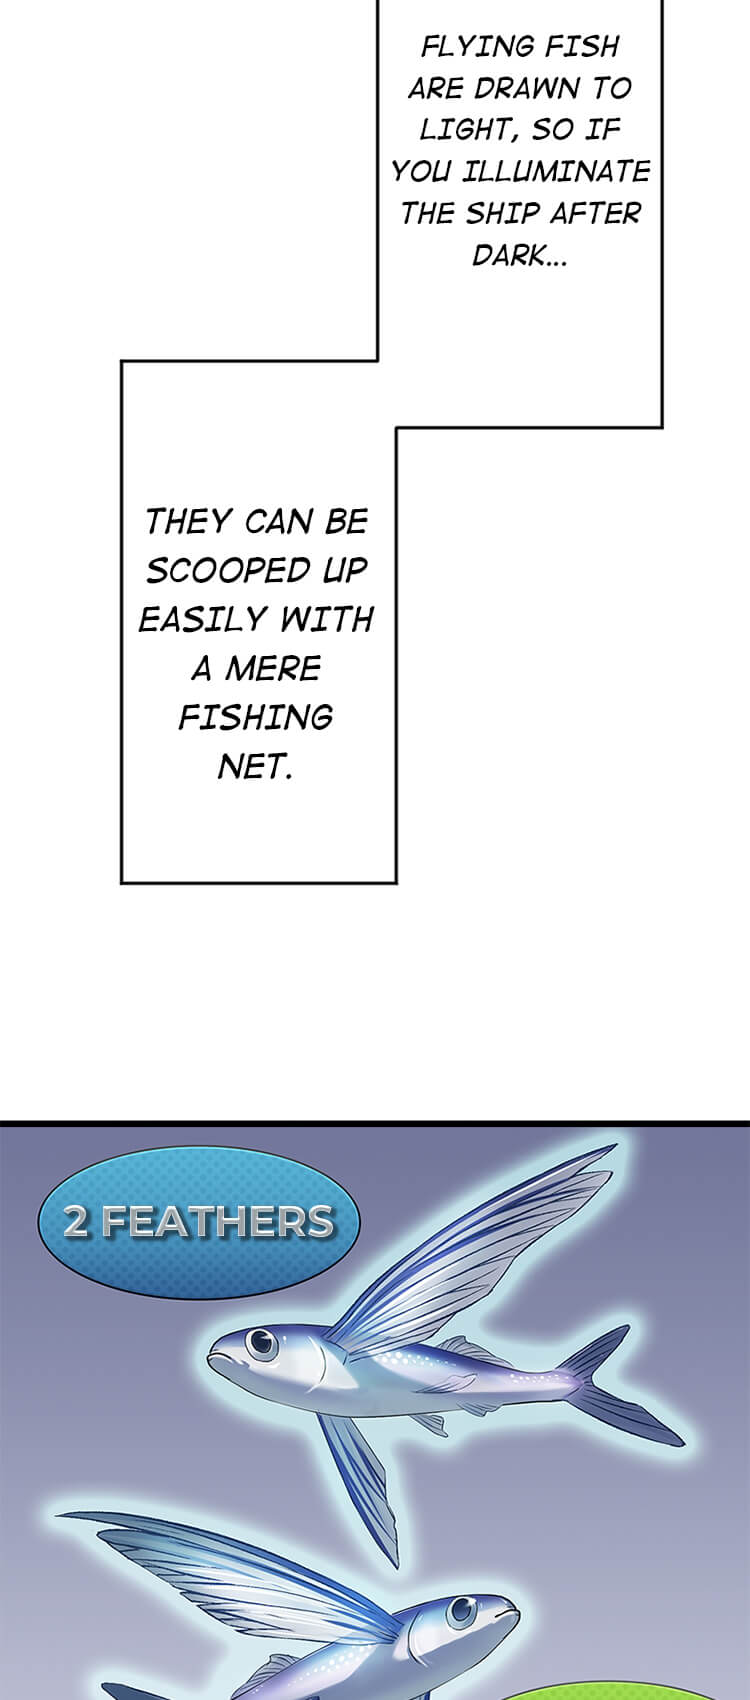 FLYING FISH
ARE DRAWN TO
LIGHT, SO IF
YOU ILLUMINATE
THE SHIP AFTER
DARK...
THEY CAN BE
SCOOPED UP
EASILY WITH
A MERE
FISHING
NET.
2 FEATHERS